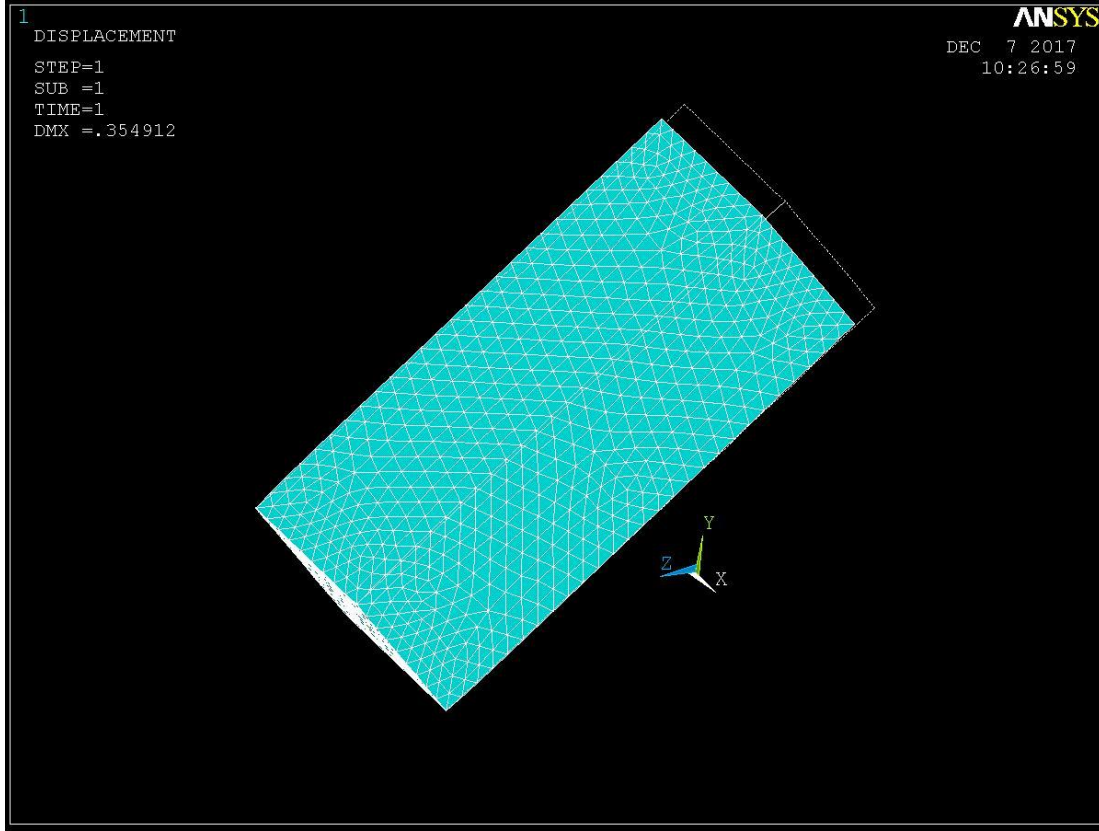 1
ANSYS
DISPLACEMENT
DEC 7 2017
10:26:59
STEP=1
SUB =1
TIME=1
DMX =.354912
Y
Z
X